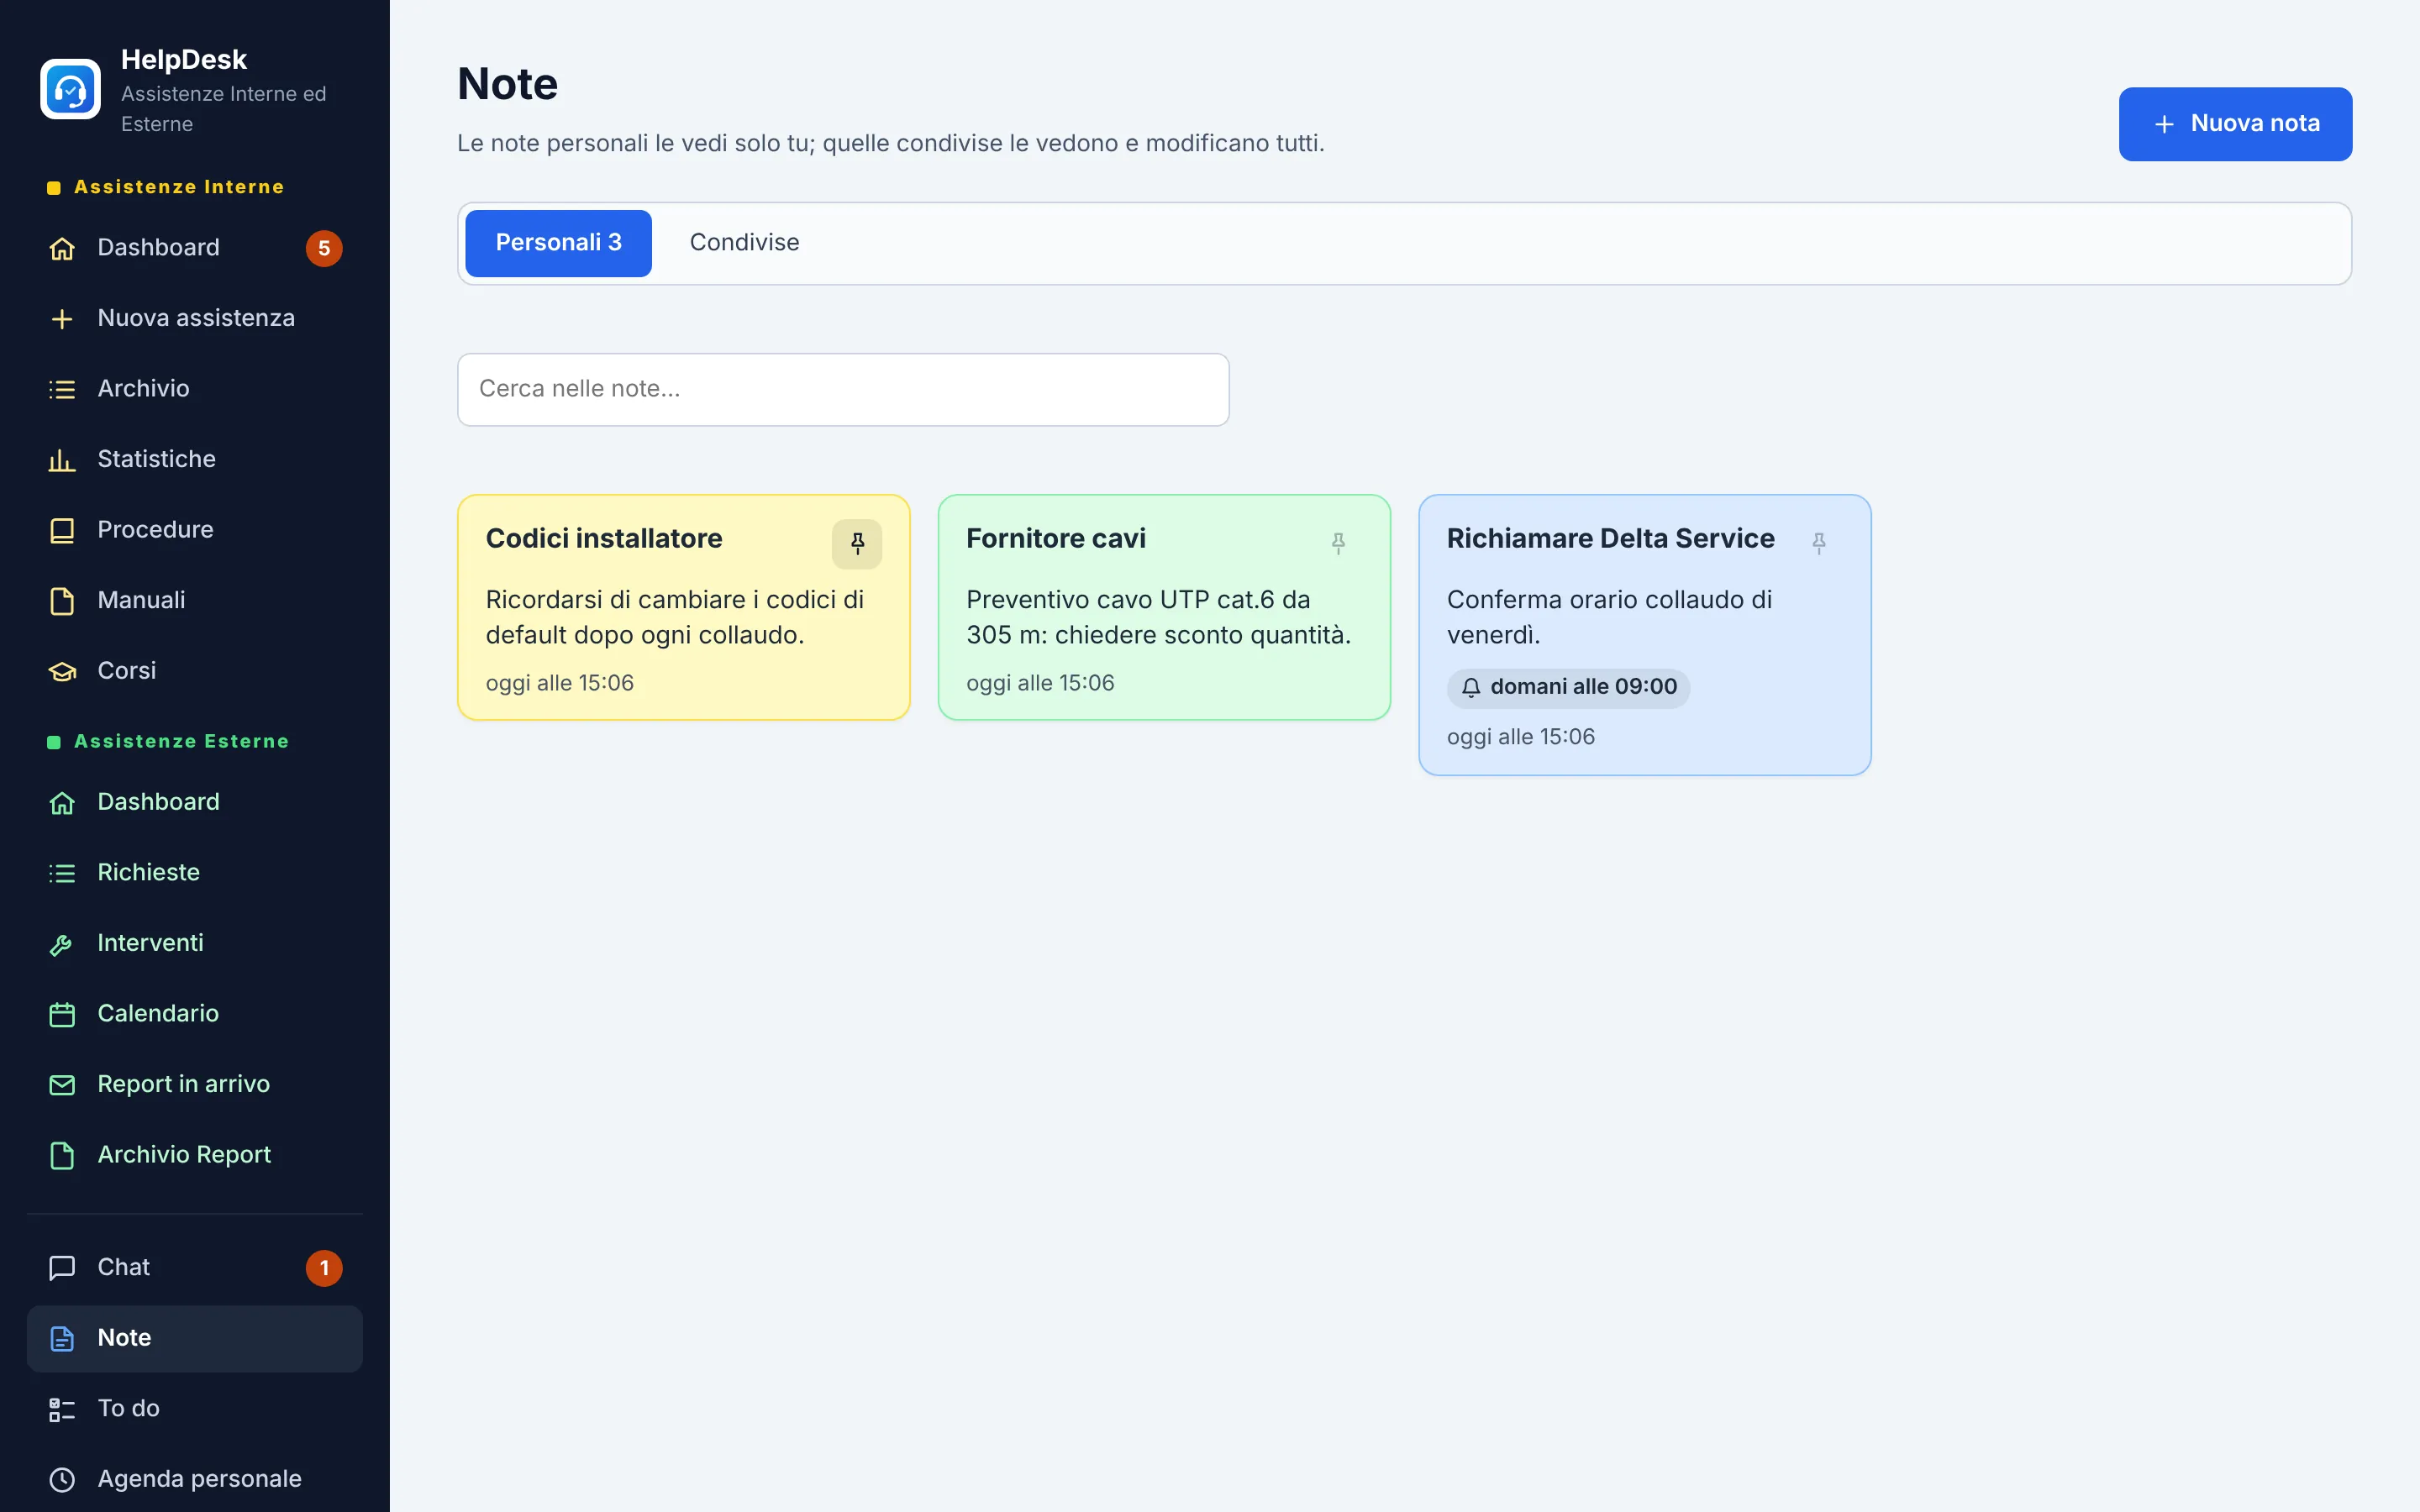 HelpDesk
Assistenze Interne ed
Esterne
Assistenze Interne
Dashboard 5
Nuova assistenza
Archivio
Statistiche
Procedure
Manuali
Corsi
Assistenze Esterne
Dashboard
Richieste
Interventi
Calendario
Report in arrivo
Archivio Report
Chat 1
Note
To do
Agenda personale
Note
Le note personali le vedi solo tu; quelle condivise le vedono e modificano tutti.
Nuova nota
Personali 3 Condivise
Cerca nelle note...
Codici installatore
Ricordarsi di cambiare i codici di
default dopo ogni collaudo.
oggi alle 15:06
Fornitore cavi
Preventivo cavo UTP cat.6 da
305 m: chiedere sconto quantità.
oggi alle 15:06
Richiamare Delta Service
Conferma orario collaudo di
venerdì.
domani alle 09:00
oggi alle 15:06